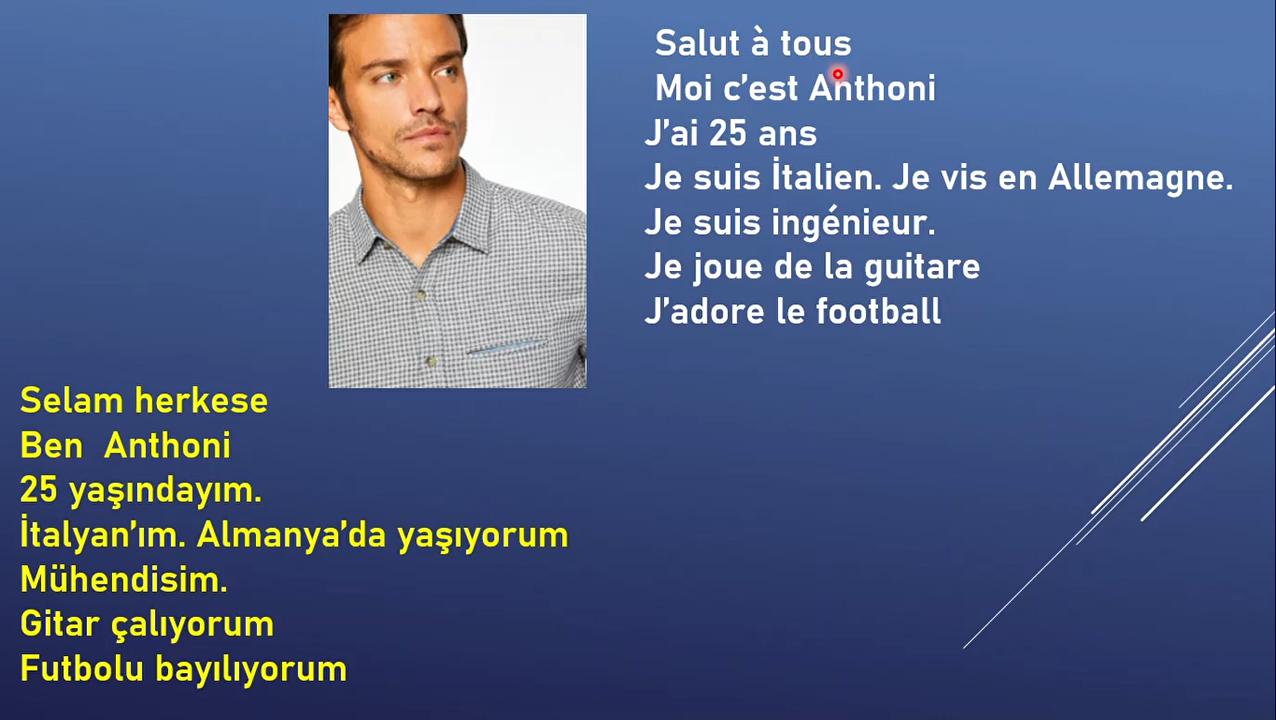 Salut à tous
Moi c’est Anthoni
J’ai 25 ans
Je suis İtalien. Je vis en Allemagne.
Je suis ingénieur.
Je joue de la guitare
J’adore le football
Selam herkese
Ben Anthoni
25 yaşındayım.
İtalyan’ım. Almanya’da yaşıyorum
Mühendisim.
Gitar çalıyorum
Futbolu bayılıyorum